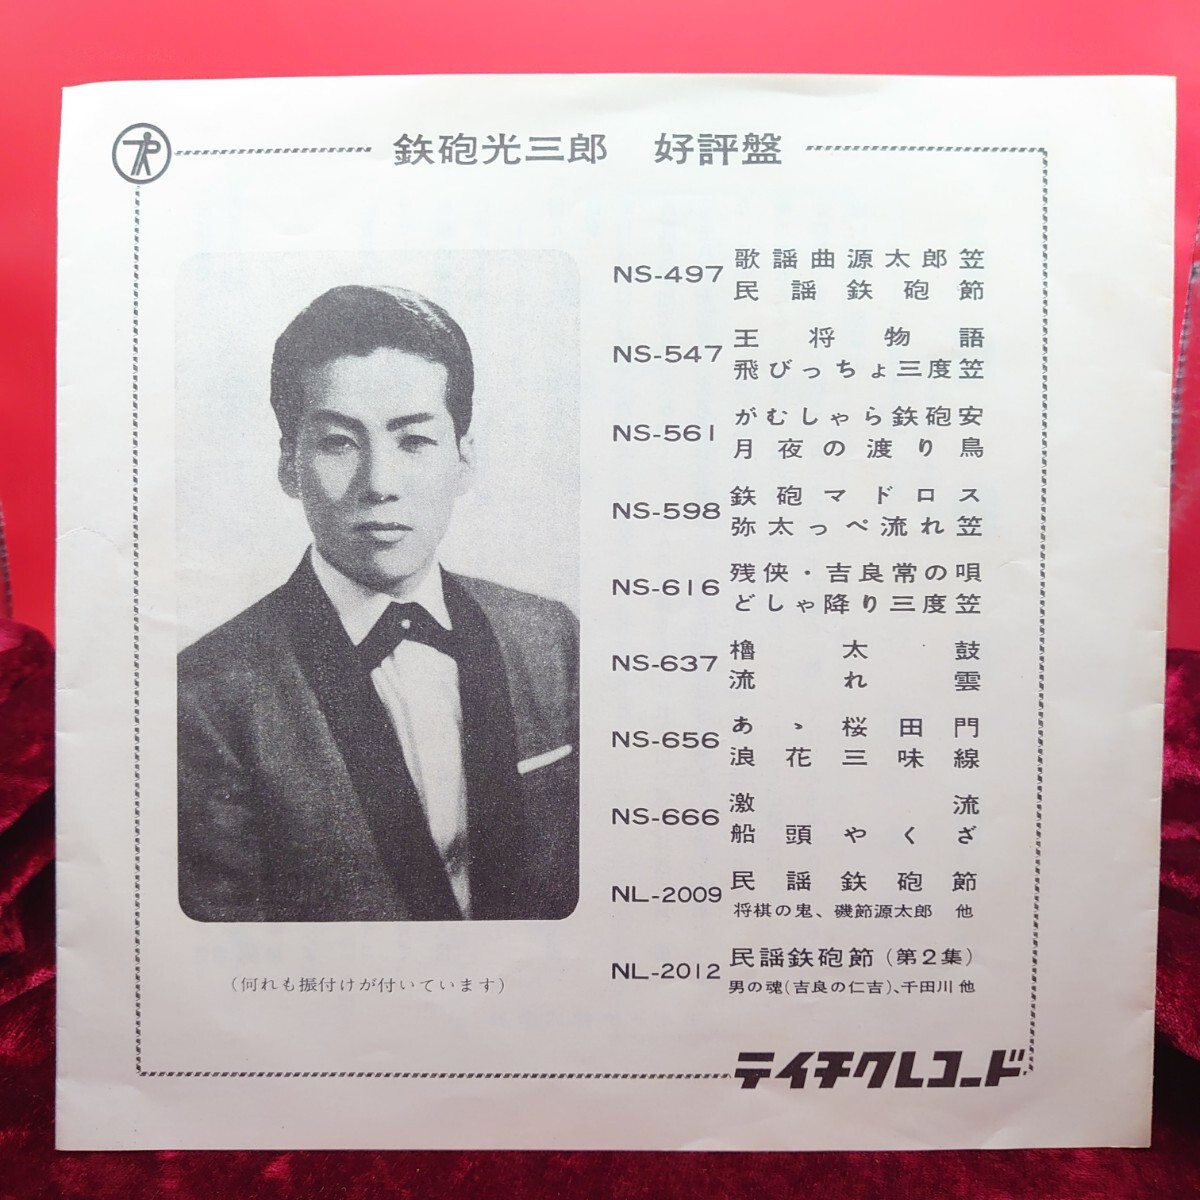 鉄砲光三郎 好評盤
NS-497
歌謡曲源太郎笠
民謡鉄砲節
NS-547
王将物語
飛びっちょ三度笠
NS-561
がむしゃら鉄砲安
月夜の渡り鳥
NS-598
鉄砲マドロス
弥太っぺ流れ笠
NS-616
残侠・吉良常の唄
どしゃ降り三度笠
NS-637
櫓太鼓
流れ雲
NS-656
あゝ桜田門
浪花三味線
NS-666
激流
船頭やくざ
NL-2009
民謡鉄砲節
将棋の鬼、磯節源太郎 他
NL-2012
民謡鉄砲節(第2集)
男の魂(吉良の仁吉)、千田川他
(何れも振付けが付いています)
テイチクレコード